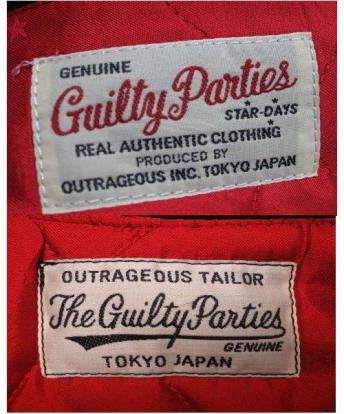 GENUINE
Guilty Parties
STAR-DAYS
REAL AUTHENTIC CLOTHING
PRODUCED BY
OUTRAGEOUS INC. TOKYO JAPAN
OUTRAGEOUS TAILOR
The Guilty Parties
GENUINE
TOKYO JAPAN